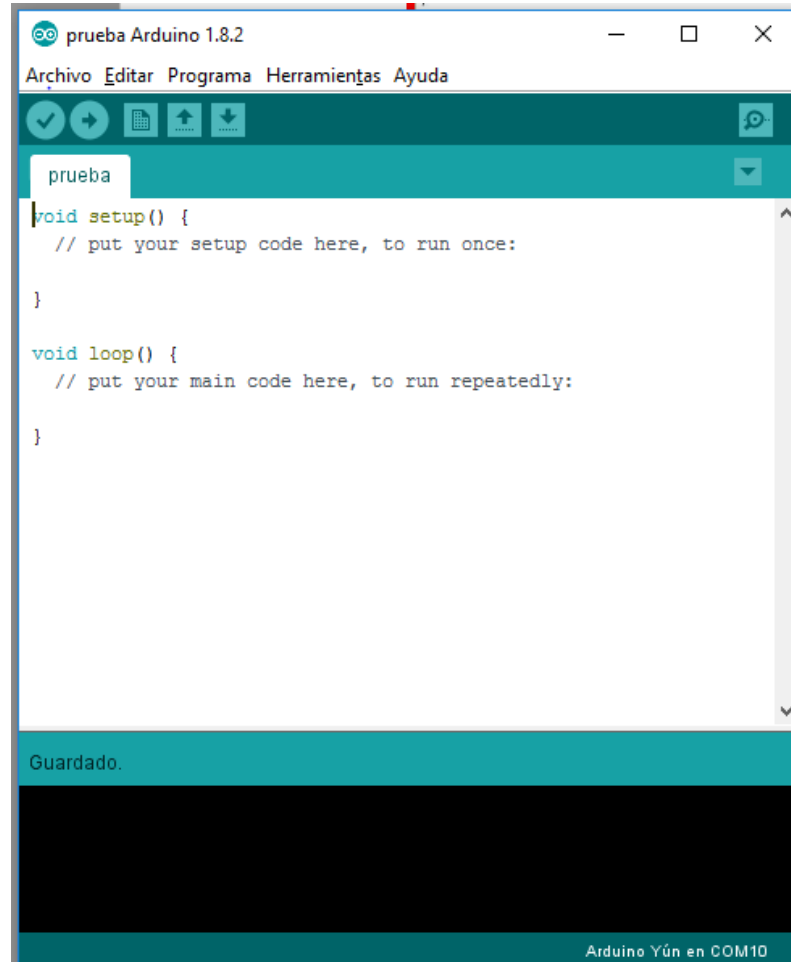 prueba Arduino 1.8.2
Archivo Editar Programa Herramientas Ayuda
prueba
void setup() {
  // put your setup code here, to run once:
}
void loop() {
  // put your main code here, to run repeatedly:
}
Guardado.
Arduino Yún en COM10